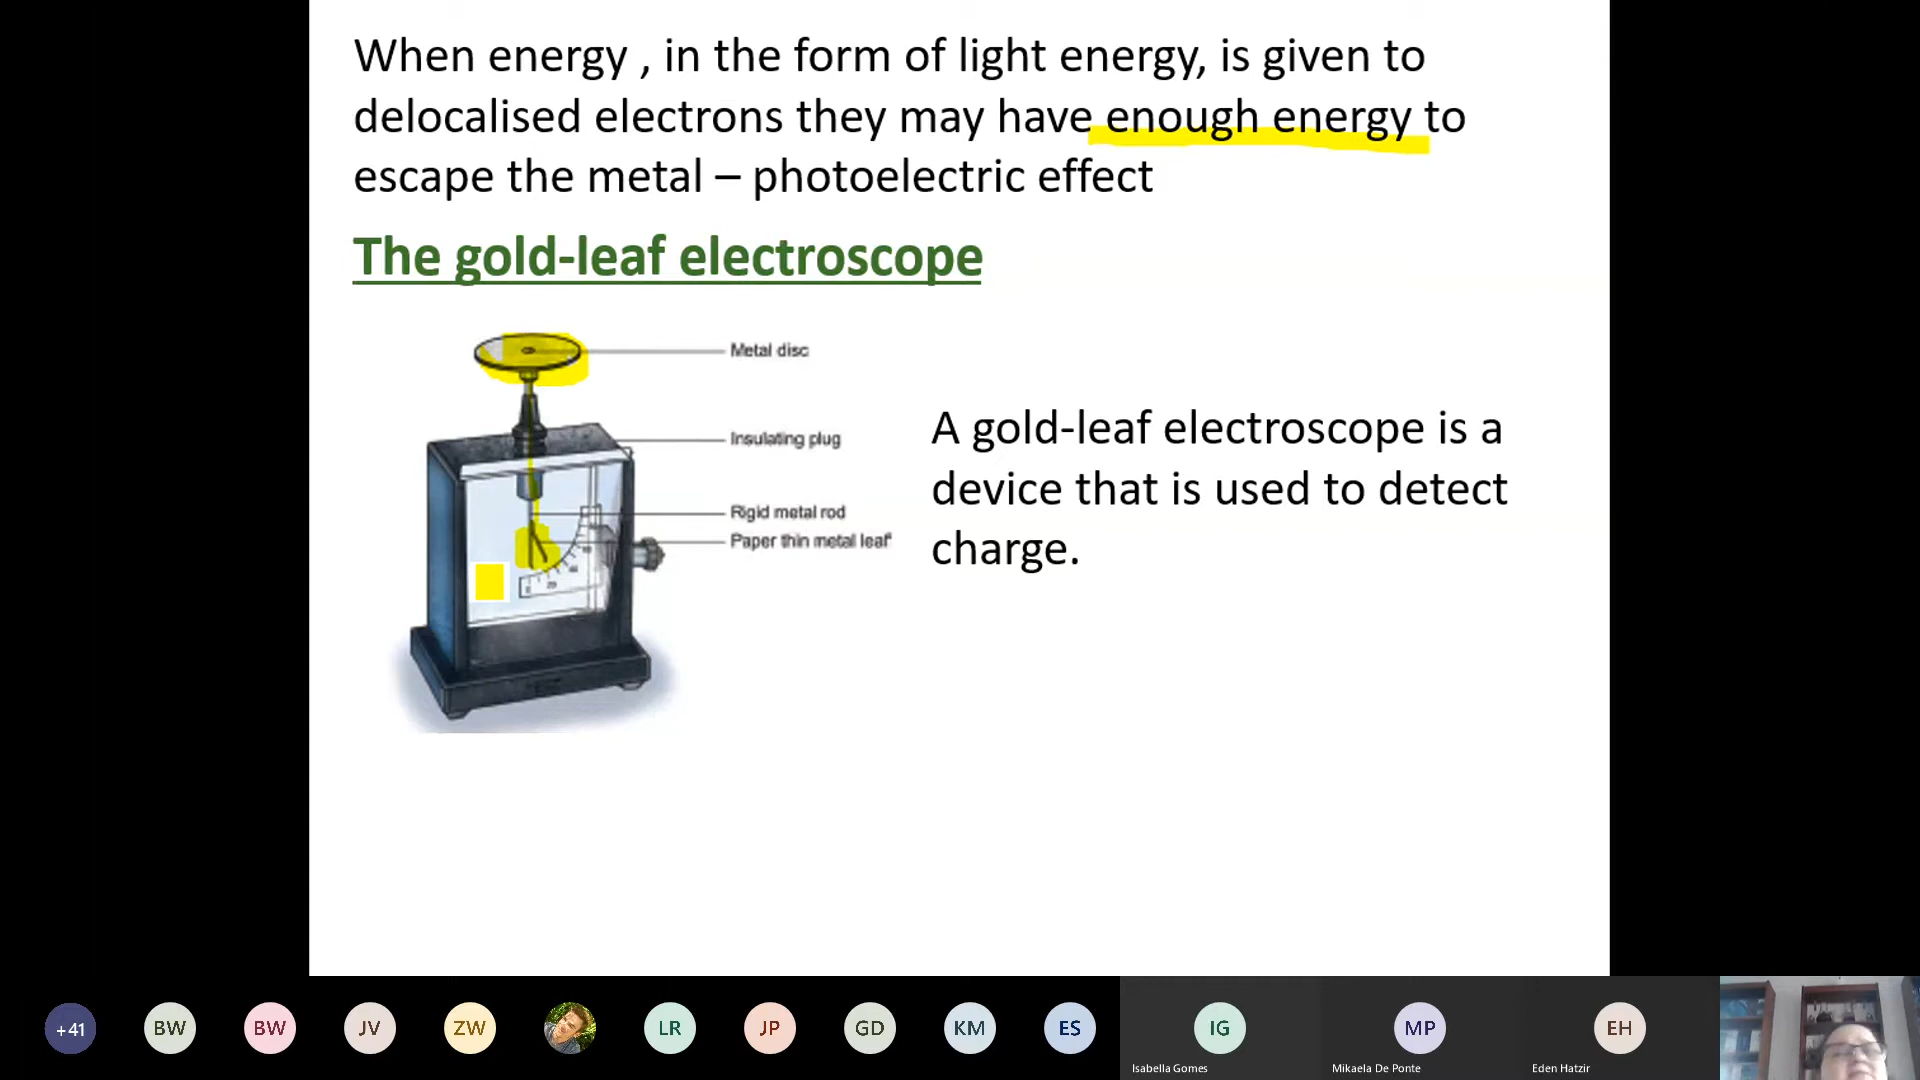 When energy , in the form of light energy, is given to
delocalised electrons they may have enough energy to
escape the metal – photoelectric effect
The gold-leaf electroscope
Metal disc
Insulating plug
Rigid metal rod
Paper thin metal leaf
A gold-leaf electroscope is a
device that is used to detect
charge.
+41
BW
BW
JV
ZW
LR
JP
GD
KM
ES
IG
MP
EH
Isabella Gomes
Mikaela De Ponte
Eden Hatzir